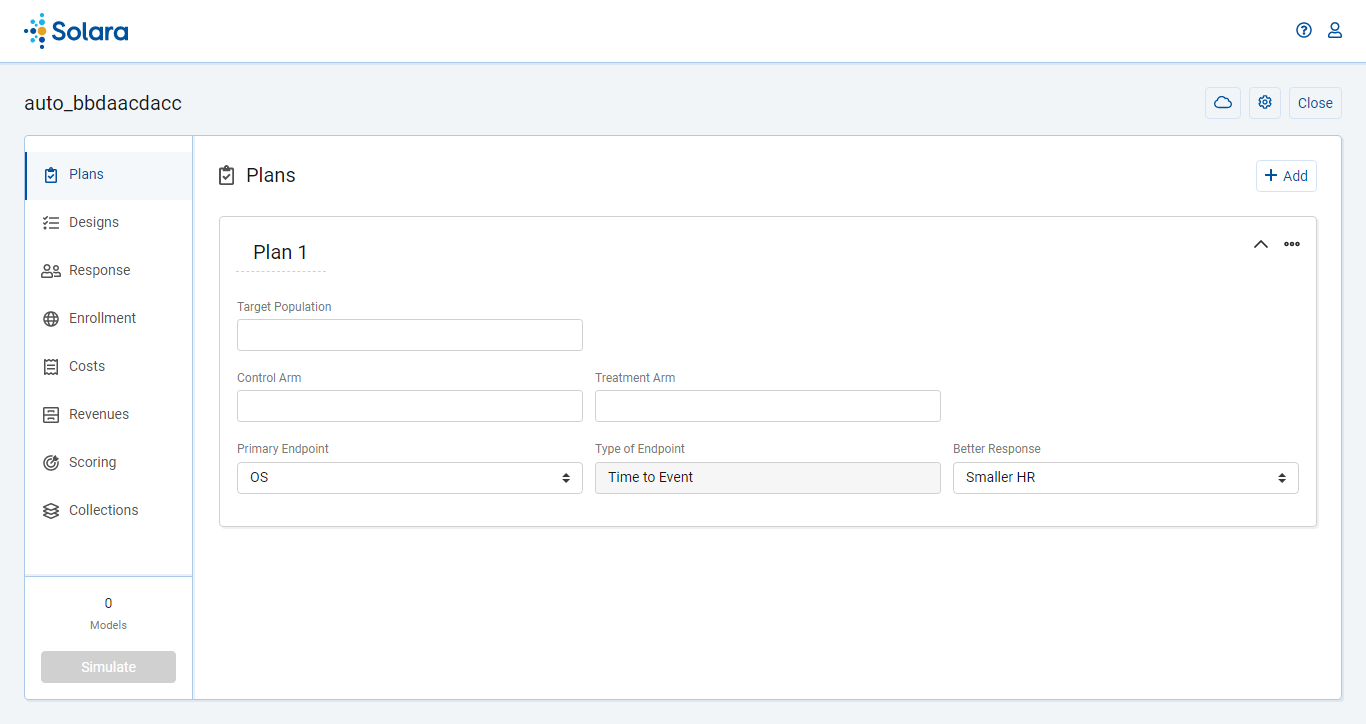 Solara
auto_bbdaacdacc
Close
Plans
Designs
Response
Enrollment
Costs
Revenues
Scoring
Collections
0
Models
Simulate
Plans
+ Add
Plan 1
Target Population
Control Arm
Treatment Arm
Primary Endpoint
Type of Endpoint
Better Response
OS
Time to Event
Smaller HR